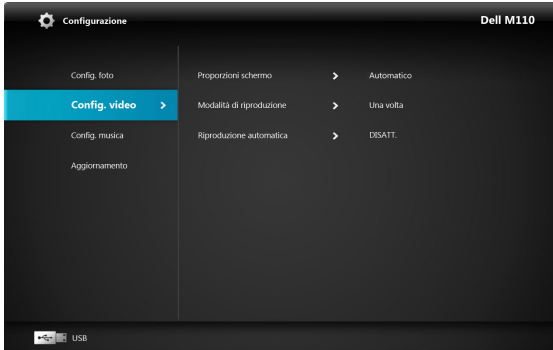 Configurazione
Dell M110
Config. foto
Proporzioni schermo
Automatico
Config. video
Modalità di riproduzione
Una volta
Config. musica
Riproduzione automatica
DISATT.
Aggiornamento
USB